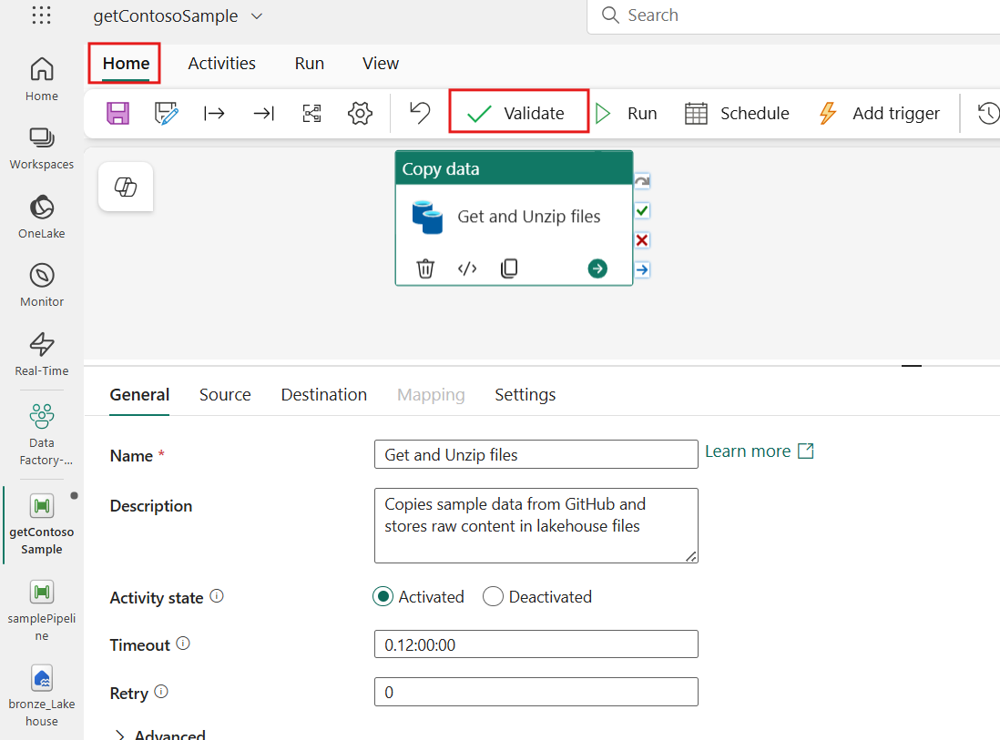 getContosoSample
Search
Home
Workspaces
OneLake
Monitor
Real-Time
Data
Factory-...
getContoso
Sample
samplePipeli
ne
bronze_Lake
house
Home Activities Run View
Validate Run Schedule Add trigger
Copy data
Get and Unzip files
General Source Destination Mapping Settings
Name * Get and Unzip files Learn more
Description
Copies sample data from GitHub and
stores raw content in lakehouse files
Activity state Activated Deactivated
Timeout 0.12:00:00
Retry 0
Advanced